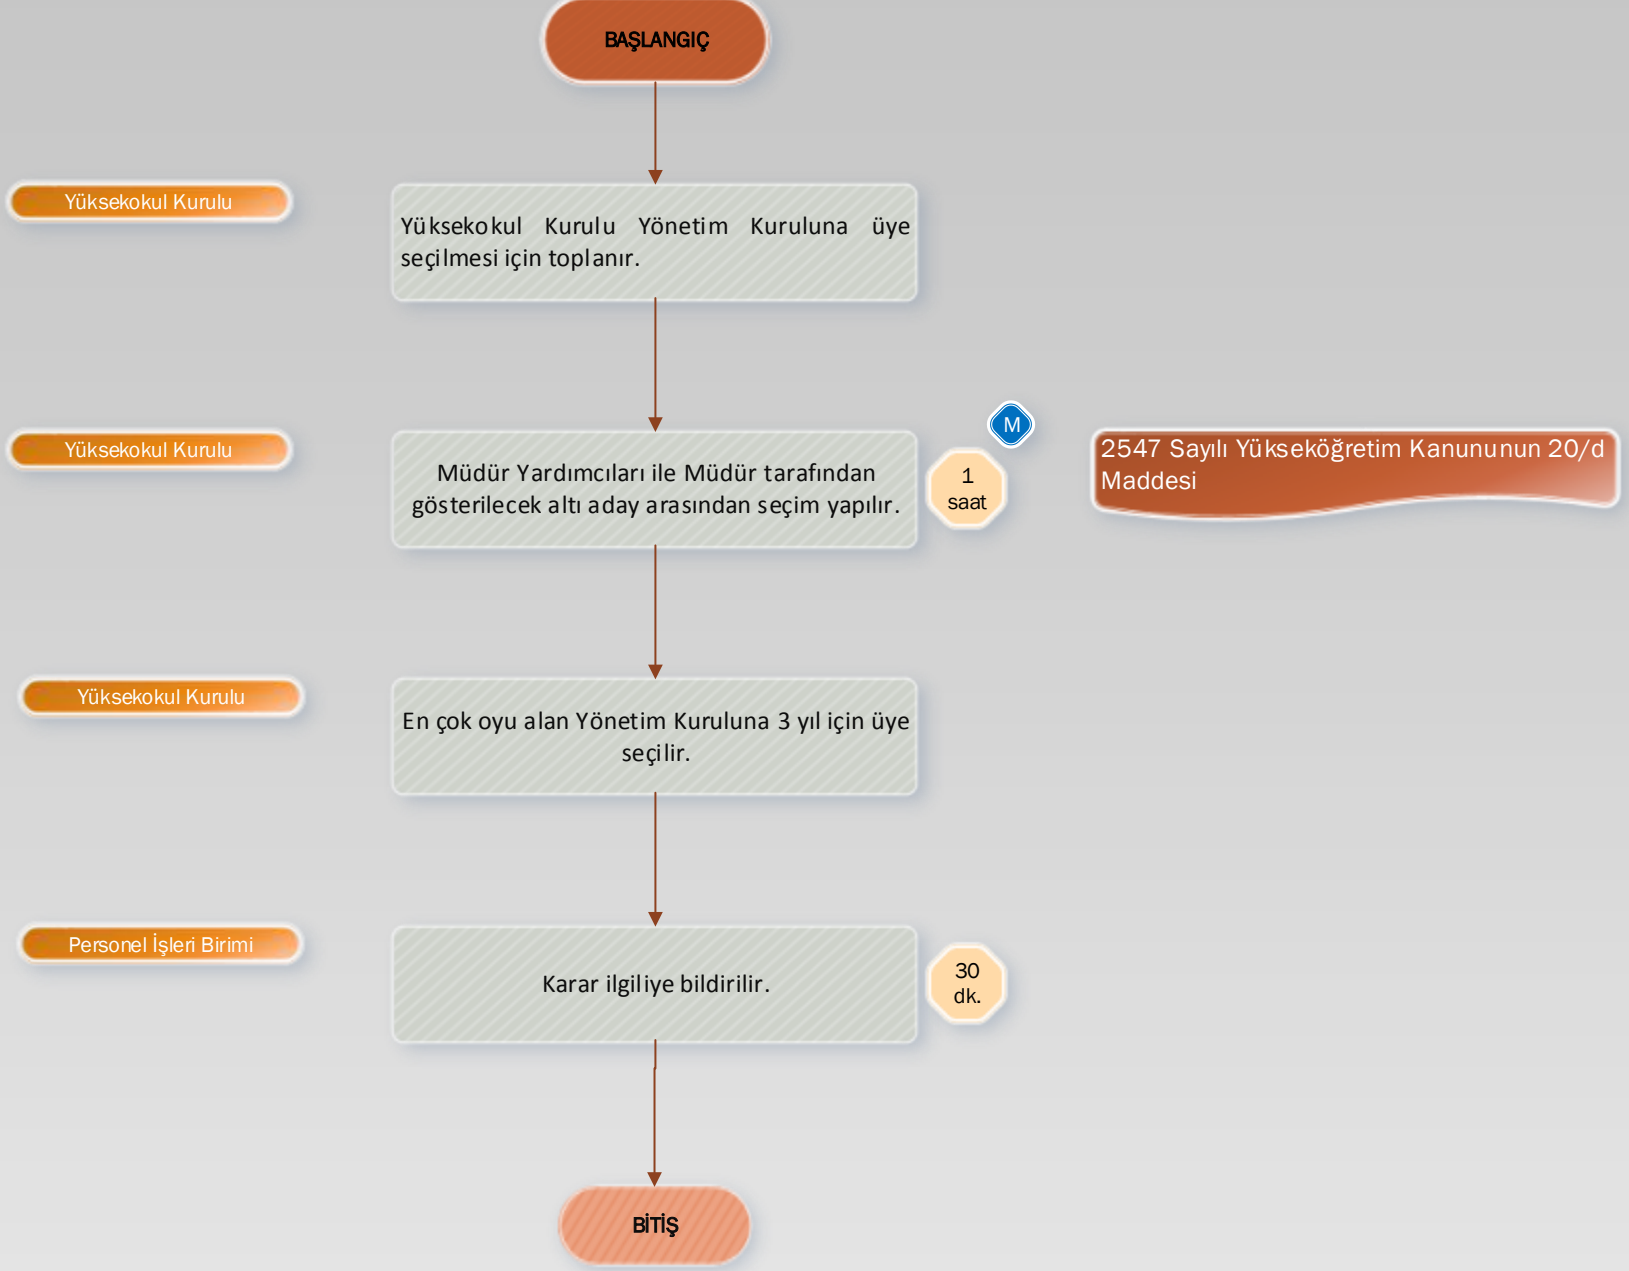 BAŞLANGIÇ
Yüksekokul Kurulu
Yüksekokul Kurulu Yönetim Kuruluna üye
seçilmesi için toplanır.
Yüksekokul Kurulu
Müdür Yardımcıları ile Müdür tarafından
gösterilecek altı aday arasından seçim yapılır.
1
saat
M
2547 Sayılı Yükseköğretim Kanununun 20/d
Maddesi
Yüksekokul Kurulu
En çok oyu alan Yönetim Kuruluna 3 yıl için üye
seçilir.
Personel İşleri Birimi
Karar ilgiliye bildirilir.
30
dk.
BİTİŞ